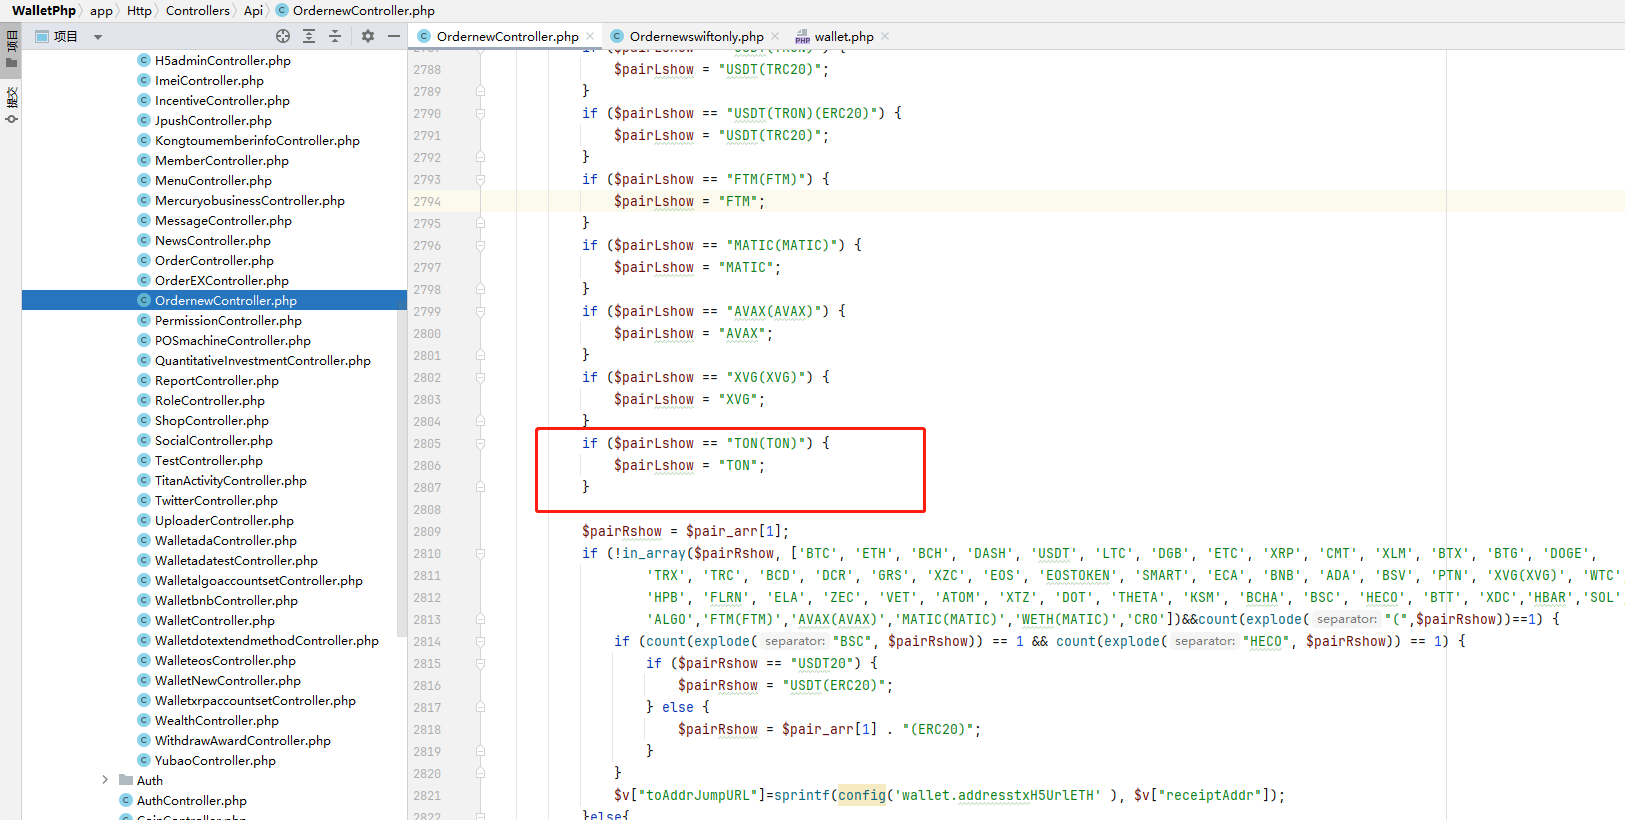 WalletPhp 〉 app 〉 Http 〉 Controllers 〉 Api 〉 OrdernewController.php
项目
提交
项目
H5adminController.php
ImeiController.php
IncentiveController.php
JpushController.php
KongtoumemberinfoController.php
MemberController.php
MenuController.php
MercuryobusinessController.php
MessageController.php
NewsController.php
OrderController.php
OrderEXController.php
OrdernewController.php
PermissionController.php
POSmachineController.php
QuantitativeInvestmentController.php
ReportController.php
RoleController.php
ShopController.php
SocialController.php
TestController.php
TitanActivityController.php
TwitterController.php
UploaderController.php
WalletadaController.php
WalletadatestController.php
WalletalgoaccountsetController.php
WalletbnbController.php
WalletController.php
WalletdotextendmethodController.php
WalleteosController.php
WalletNewController.php
WalletxrpaccountsetController.php
WealthController.php
WithdrawAwardController.php
YubaoController.php
Auth
AuthController.php
CoinController.php
OrdernewController.php Ordernewswiftonly.php wallet.php
2787 if ($pairLshow == "USDT(TRON)") {
2788 $pairLshow = "USDT(TRC20)";
2789 }
2790 if ($pairLshow == "USDT(TRON)(ERC20)") {
2791 $pairLshow = "USDT(TRC20)";
2792 }
2793 if ($pairLshow == "FTM(FTM)") {
2794 $pairLshow = "FTM";
2795 }
2796 if ($pairLshow == "MATIC(MATIC)") {
2797 $pairLshow = "MATIC";
2798 }
2799 if ($pairLshow == "AVAX(AVAX)") {
2800 $pairLshow = "AVAX";
2801 }
2802 if ($pairLshow == "XVG(XVG)") {
2803 $pairLshow = "XVG";
2804 }
2805 if ($pairLshow == "TON(TON)") {
2806 $pairLshow = "TON";
2807 }
2808
2809 $pairRshow = $pair_arr[1];
2810 if (!in_array($pairRshow, ['BTC', 'ETH', 'BCH', 'DASH', 'USDT', 'LTC', 'DGB', 'ETC', 'XRP', 'CMT', 'XLM', 'BTX', 'BTG', 'DOGE',
2811 'TRX', 'TRC', 'BCD', 'DCR', 'GRS', 'XZC', 'EOS', 'EOSTOKEN', 'SMART', 'ECA', 'BNB', 'ADA', 'BSV', 'PTN', 'XVG(XVG)', 'WTC',
2812 'HPB', 'FLRN', 'ELA', 'ZEC', 'VET', 'ATOM', 'XTZ', 'DOT', 'THETA', 'KSM', 'BCHA', 'BSC', 'HECO', 'BTT', 'XDC','HBAR','SOL',
2813 'ALGO','FTM(FTM)','AVAX(AVAX)','MATIC(MATIC)','WETH(MATIC)','CRO'])&&count(explode( separator: "(",$pairRshow))==1) {
2814 if (count(explode( separator: "BSC", $pairRshow)) == 1 && count(explode( separator: "HECO", $pairRshow)) == 1) {
2815 if ($pairRshow == "USDT20") {
2816 $pairRshow = "USDT(ERC20)";
2817 } else {
2818 $pairRshow = $pair_arr[1] . "(ERC20)";
2819 }
2820 }
2821 $v["toAddrJumpURL"]=sprintf(config('wallet.addresstxH5UrlETH' ), $v["receiptAddr"]);
2822 }else{